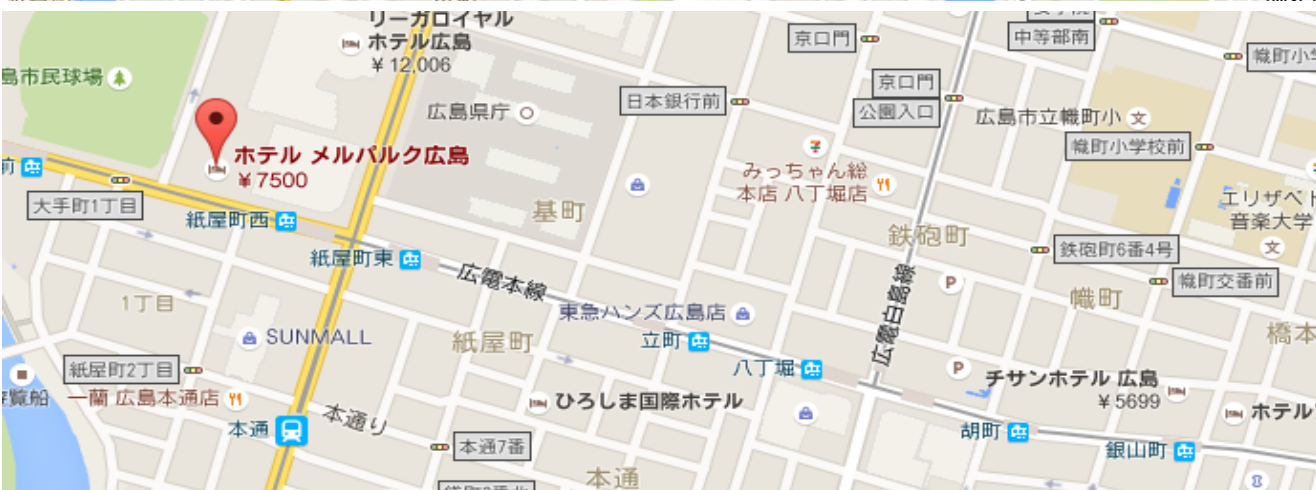 リーガロイヤル
ホテル広島
￥12,006
京口門
中等部南
幟町小学
島市民球場
広島県庁
日本銀行前
京口門
公園入口
広島市立幟町小
文
幟町小学校前
ホテル メルパルク広島
￥7500
みっちゃん総
本店 八丁堀店
前
大手町1丁目
紙屋町西
基町
鉄砲町
エリザベト
音楽大学
文
紙屋町東
広電本線
広電白島線
鉄砲町6番4号
P
幟町交番前
1丁目
幟町
東急ハンズ広島店
SUNMALL
紙屋町
立町
橋本
紙屋町2丁目
八丁堀
P
チサンホテル 広島
￥5699
覧船
一蘭 広島本通店
ひろしま国際ホテル
ホテル
本通
本通り
胡町
本通7番
銀山町
本通